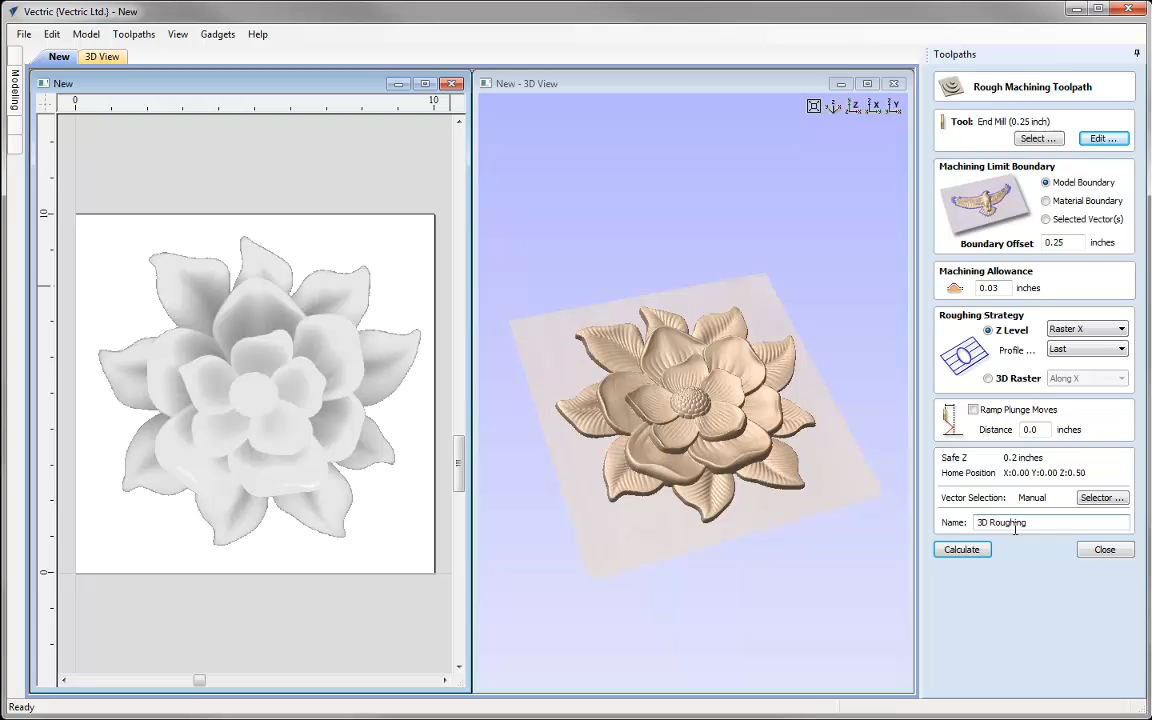 Vectric {Vectric Ltd.} - New
File Edit Model Toolpaths View Gadgets Help
New 3D View
Modeling
New
0 10
10
0
New - 3D View
Z X Y
Toolpaths
Rough Machining Toolpath
Tool: End Mill (0.25 inch)
Select ... Edit ...
Machining Limit Boundary
Model Boundary
Material Boundary
Selected Vector(s)
Boundary Offset 0.25 inches
Machining Allowance
0.03 inches
Roughing Strategy
Z Level Raster X
Profile ... Last
3D Raster Along X
Ramp Plunge Moves
Distance 0.0 inches
Safe Z 0.2 inches
Home Position X:0.00 Y:0.00 Z:0.50
Vector Selection: Manual Selector ...
Name: 3D Roughing
Calculate Close
Ready